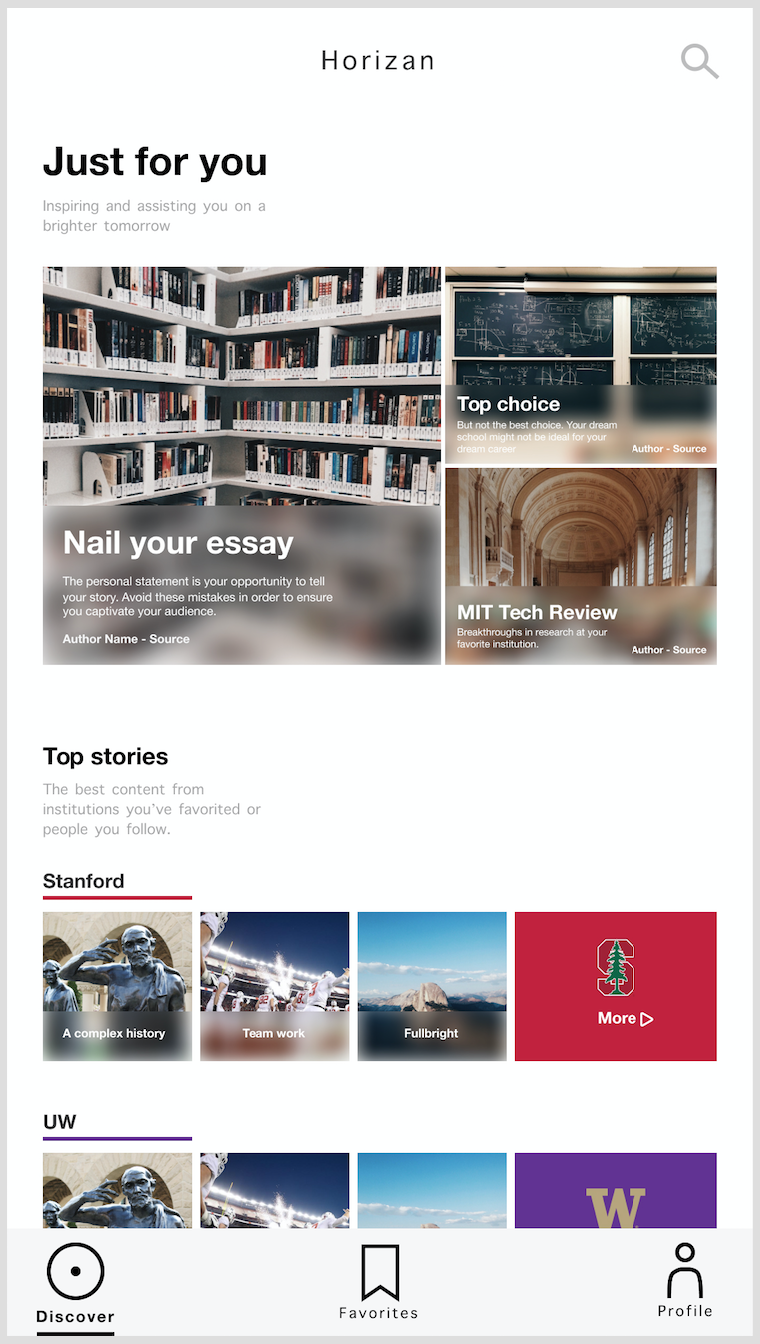 Horizan
Just for you
Inspiring and assisting you on a
brighter tomorrow
Nail your essay
The personal statement is your opportunity to tell
your story. Avoid these mistakes in order to ensure
you captivate your audience.
Author Name - Source
Top choice
But not the best choice. Your dream
school might not be ideal for your
dream career
Author - Source
MIT Tech Review
Breakthroughs in research at your
favorite institution.
Author - Source
Top stories
The best content from
institutions you’ve favorited or
people you follow.
Stanford
A complex history
Team work
Fullbright
S
More
UW
W
Discover
Favorites
Profile